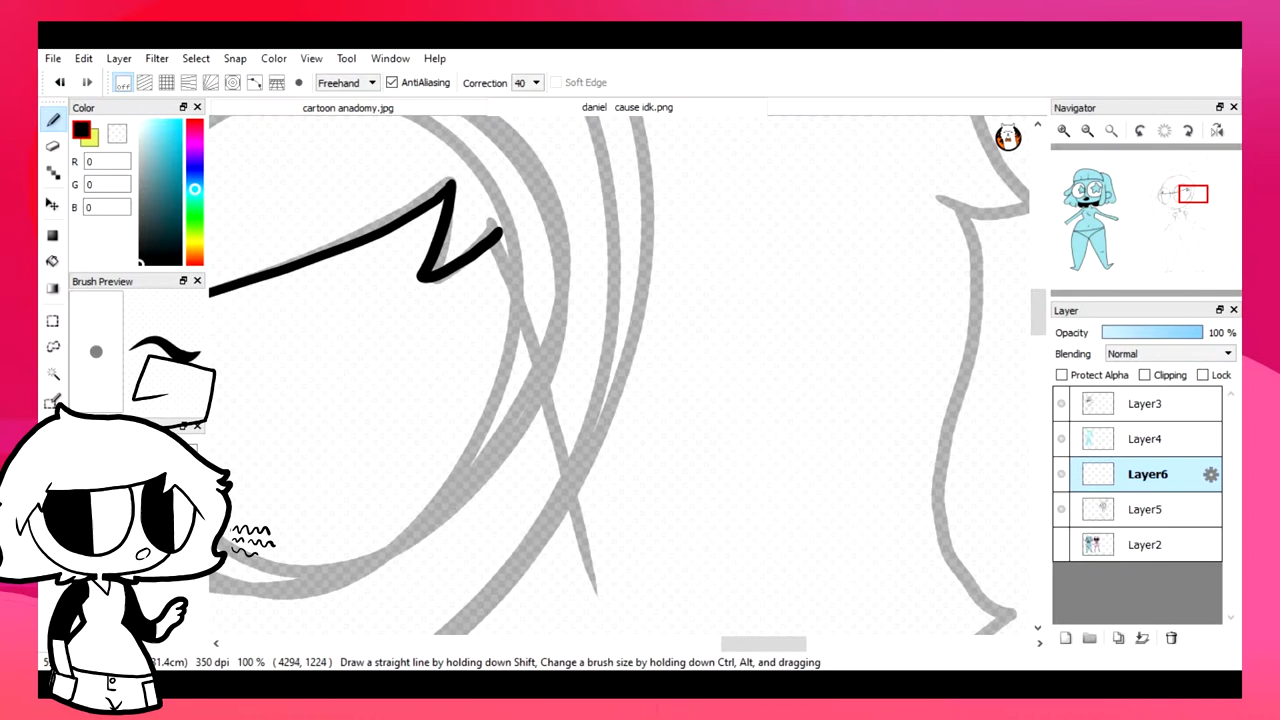 File Edit Layer Filter Select Snap Color View Tool Window Help
off Freehand AntiAliasing Correction 40 Soft Edge
Color cartoon anadomy.jpg daniel cause idk.png Navigator
R 0
G 0
B 0
Brush Preview
Layer
Opacity 100 %
Blending Normal
Protect Alpha Clipping Lock
Layer3
Layer4
Layer6
Layer5
Layer2
350 dpi 100 % ( 4294, 1224 ) Draw a straight line by holding down Shift, Change a brush size by holding down Ctrl, Alt, and dragging